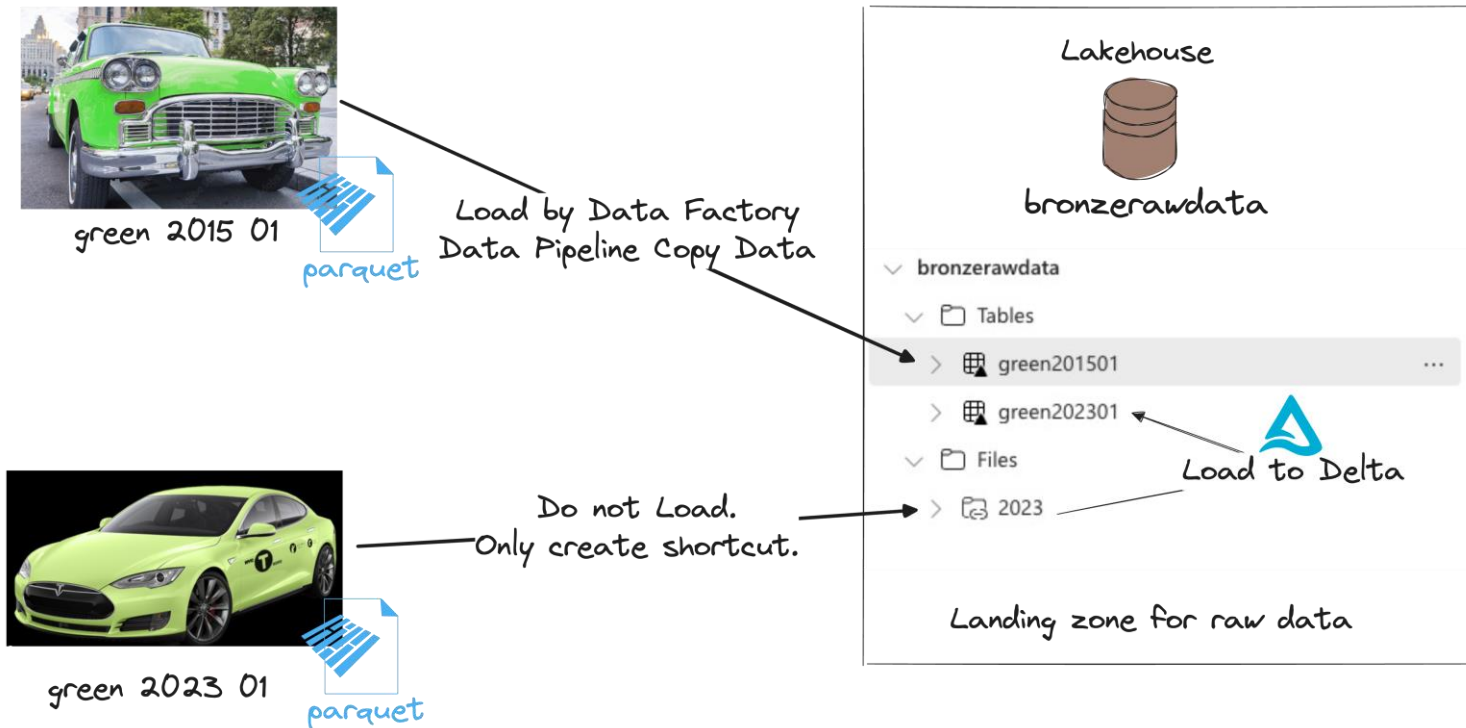 green 2015 01
parquet
Load by Data Factory
Data Pipeline Copy Data
Lakehouse
bronzerawdata
bronzerawdata
Tables
green201501
...
green202301
Files
Load to Delta
2023
Do not Load.
Only create shortcut.
Landing zone for raw data
T
green 2023 01
parquet